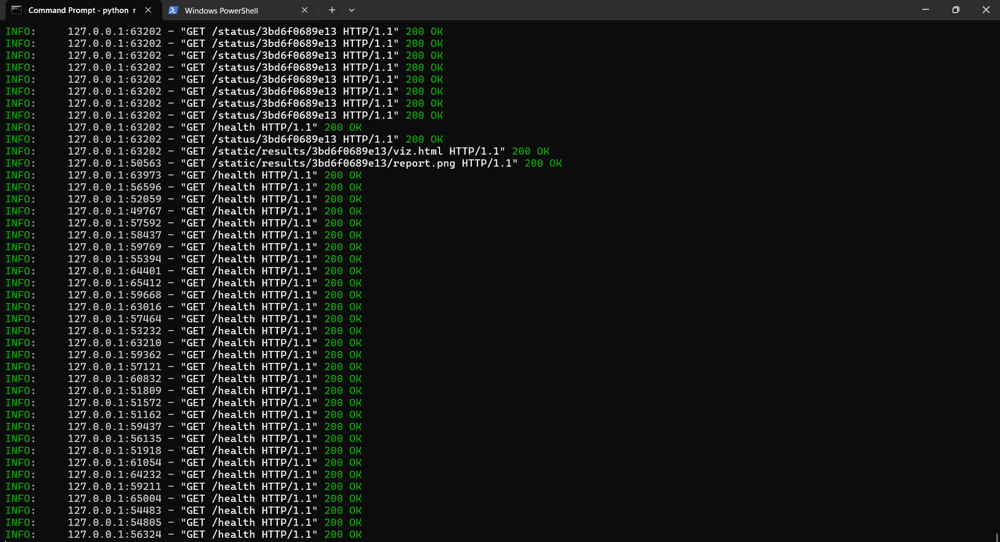 Command Prompt - python r
Windows PowerShell
INFO: 127.0.0.1:63202 - "GET /status/3bd6f0689e13 HTTP/1.1" 200 OK
INFO: 127.0.0.1:63202 - "GET /status/3bd6f0689e13 HTTP/1.1" 200 OK
INFO: 127.0.0.1:63202 - "GET /status/3bd6f0689e13 HTTP/1.1" 200 OK
INFO: 127.0.0.1:63202 - "GET /status/3bd6f0689e13 HTTP/1.1" 200 OK
INFO: 127.0.0.1:63202 - "GET /status/3bd6f0689e13 HTTP/1.1" 200 OK
INFO: 127.0.0.1:63202 - "GET /status/3bd6f0689e13 HTTP/1.1" 200 OK
INFO: 127.0.0.1:63202 - "GET /status/3bd6f0689e13 HTTP/1.1" 200 OK
INFO: 127.0.0.1:63202 - "GET /status/3bd6f0689e13 HTTP/1.1" 200 OK
INFO: 127.0.0.1:63202 - "GET /health HTTP/1.1" 200 OK
INFO: 127.0.0.1:63202 - "GET /status/3bd6f0689e13 HTTP/1.1" 200 OK
INFO: 127.0.0.1:63202 - "GET /static/results/3bd6f0689e13/viz.html HTTP/1.1" 200 OK
INFO: 127.0.0.1:50563 - "GET /static/results/3bd6f0689e13/report.png HTTP/1.1" 200 OK
INFO: 127.0.0.1:63973 - "GET /health HTTP/1.1" 200 OK
INFO: 127.0.0.1:56596 - "GET /health HTTP/1.1" 200 OK
INFO: 127.0.0.1:52059 - "GET /health HTTP/1.1" 200 OK
INFO: 127.0.0.1:49767 - "GET /health HTTP/1.1" 200 OK
INFO: 127.0.0.1:57592 - "GET /health HTTP/1.1" 200 OK
INFO: 127.0.0.1:58437 - "GET /health HTTP/1.1" 200 OK
INFO: 127.0.0.1:59769 - "GET /health HTTP/1.1" 200 OK
INFO: 127.0.0.1:55394 - "GET /health HTTP/1.1" 200 OK
INFO: 127.0.0.1:64401 - "GET /health HTTP/1.1" 200 OK
INFO: 127.0.0.1:65412 - "GET /health HTTP/1.1" 200 OK
INFO: 127.0.0.1:59668 - "GET /health HTTP/1.1" 200 OK
INFO: 127.0.0.1:63016 - "GET /health HTTP/1.1" 200 OK
INFO: 127.0.0.1:57464 - "GET /health HTTP/1.1" 200 OK
INFO: 127.0.0.1:53232 - "GET /health HTTP/1.1" 200 OK
INFO: 127.0.0.1:63210 - "GET /health HTTP/1.1" 200 OK
INFO: 127.0.0.1:59362 - "GET /health HTTP/1.1" 200 OK
INFO: 127.0.0.1:57121 - "GET /health HTTP/1.1" 200 OK
INFO: 127.0.0.1:60832 - "GET /health HTTP/1.1" 200 OK
INFO: 127.0.0.1:51809 - "GET /health HTTP/1.1" 200 OK
INFO: 127.0.0.1:51572 - "GET /health HTTP/1.1" 200 OK
INFO: 127.0.0.1:51162 - "GET /health HTTP/1.1" 200 OK
INFO: 127.0.0.1:59437 - "GET /health HTTP/1.1" 200 OK
INFO: 127.0.0.1:56135 - "GET /health HTTP/1.1" 200 OK
INFO: 127.0.0.1:51918 - "GET /health HTTP/1.1" 200 OK
INFO: 127.0.0.1:61054 - "GET /health HTTP/1.1" 200 OK
INFO: 127.0.0.1:64232 - "GET /health HTTP/1.1" 200 OK
INFO: 127.0.0.1:59211 - "GET /health HTTP/1.1" 200 OK
INFO: 127.0.0.1:65004 - "GET /health HTTP/1.1" 200 OK
INFO: 127.0.0.1:54483 - "GET /health HTTP/1.1" 200 OK
INFO: 127.0.0.1:54805 - "GET /health HTTP/1.1" 200 OK
INFO: 127.0.0.1:56324 - "GET /health HTTP/1.1" 200 OK